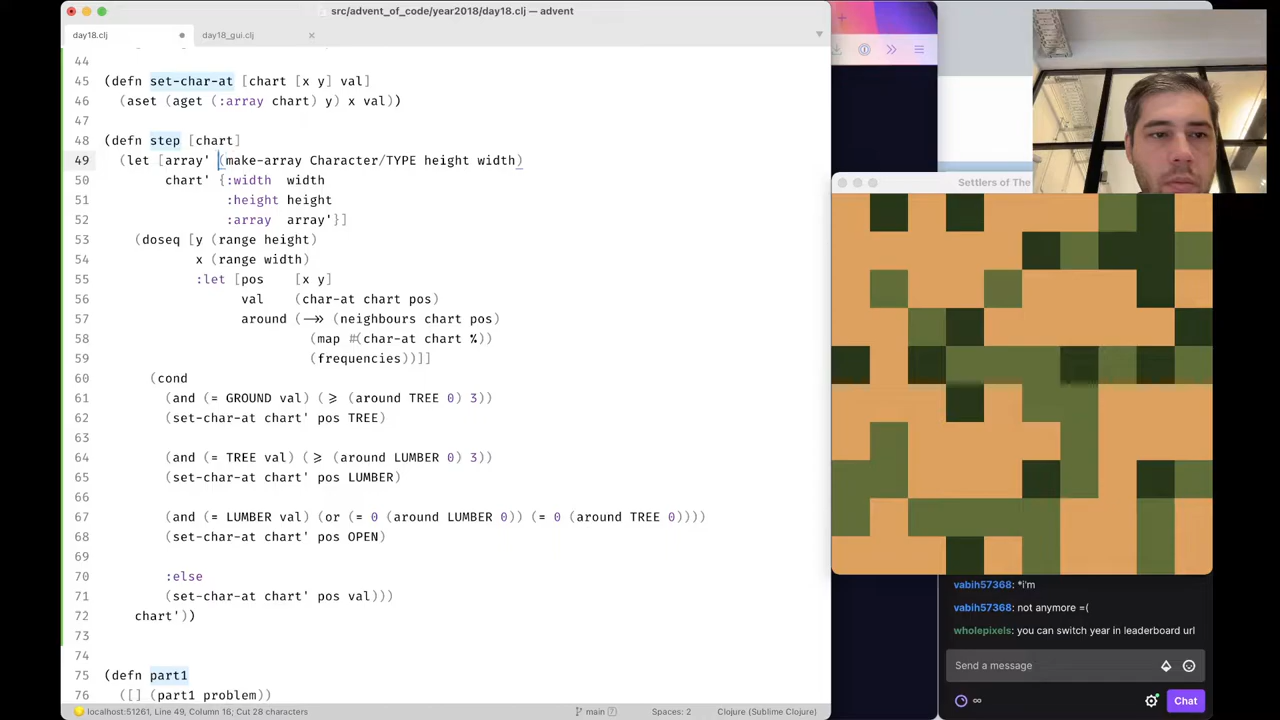 src/advent_of_code/year2018/day18.clj — advent
day18.clj
day18_gui.clj
44
45 (defn set-char-at [chart [x y] val]
46 (aset (aget (:array chart) y) x val))
47
48 (defn step [chart]
49 (let [array' (make-array Character/TYPE height width)
50 chart' {:width width
51 :height height
52 :array array'}]
53 (doseq [y (range height)
54 x (range width)
55 :let [pos [x y]
56 val (char-at chart pos)
57 around (->> (neighbours chart pos)
58 (map #(char-at chart %))
59 (frequencies))]]
60 (cond
61 (and (= GROUND val) (>= (around TREE 0) 3))
62 (set-char-at chart' pos TREE)
63
64 (and (= TREE val) (>= (around LUMBER 0) 3))
65 (set-char-at chart' pos LUMBER)
66
67 (and (= LUMBER val) (or (= 0 (around LUMBER 0)) (= 0 (around TREE 0))))
68 (set-char-at chart' pos OPEN)
69
70 :else
71 (set-char-at chart' pos val)))
72 chart'))
73
74
75 (defn part1
76 ([] (part1 problem))
localhost:51261, Line 49, Column 16; Cut 28 characters
main 7
Spaces: 2
Clojure (Sublime Clojure)
Settlers of The
vabih57368: *i'm
vabih57368: not anymore =(
wholepixels: you can switch year in leaderboard url
Send a message
∞
Chat